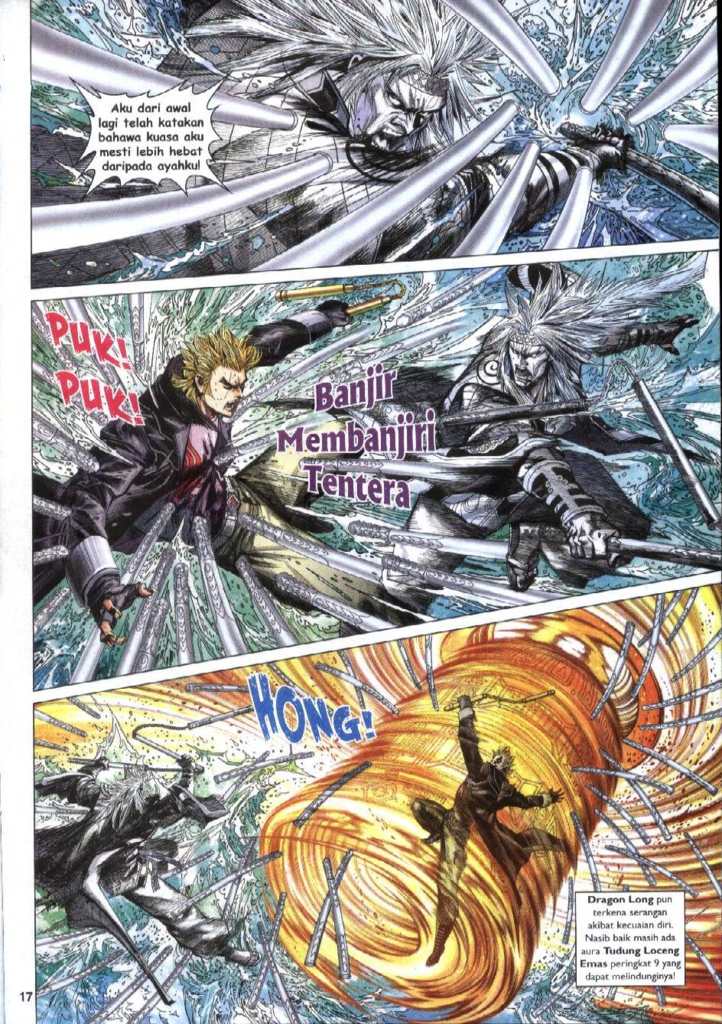 Aku dari awal
lagi telah katakan
bahawa kuasa aku
mesti lebih hebat
daripada ayahku!
PUK!
PUK!
Banjir
Membanjiri
Tentera
HONG!
Dragon Long pun
terkena serangan
akibat kecuaian diri.
Nasib baik masih ada
aura Tudung Loceng
Emas peringkat 9 yang
dapat melindunginya!
17